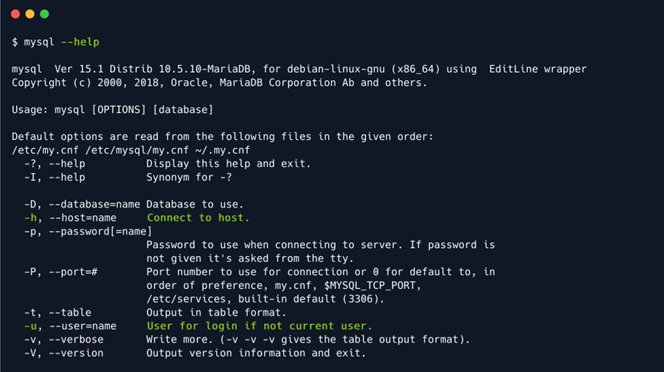 $ mysql --help
mysql  Ver 15.1 Distrib 10.5.10-MariaDB, for debian-linux-gnu (x86_64) using  EditLine wrapper
Copyright (c) 2000, 2018, Oracle, MariaDB Corporation Ab and others.
Usage: mysql [OPTIONS] [database]
Default options are read from the following files in the given order:
/etc/my.cnf /etc/mysql/my.cnf ~/.my.cnf
  -?, --help          Display this help and exit.
  -I, --help          Synonym for -?
  -D, --database=name Database to use.
  -h, --host=name     Connect to host.
  -p, --password[=name]
                      Password to use when connecting to server. If password is
                      not given it's asked from the tty.
  -P, --port=#        Port number to use for connection or 0 for default to, in
                      order of preference, my.cnf, $MYSQL_TCP_PORT,
                      /etc/services, built-in default (3306).
  -t, --table         Output in table format.
  -u, --user=name     User for login if not current user.
  -v, --verbose       Write more. (-v -v -v gives the table output format).
  -V, --version       Output version information and exit.